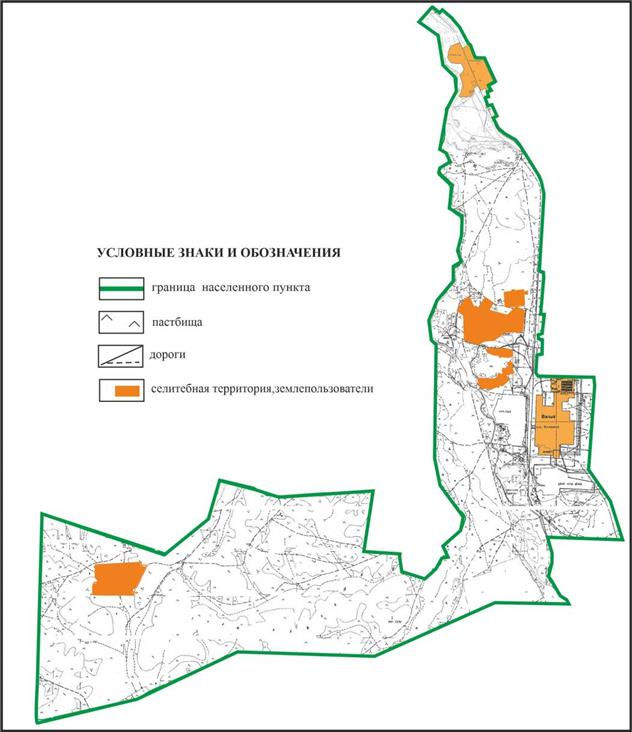 УСЛОВНЫЕ ЗНАКИ И ОБОЗНАЧЕНИЯ
граница населенного пункта
пастбища
дороги
селитебная территория,землепользователи